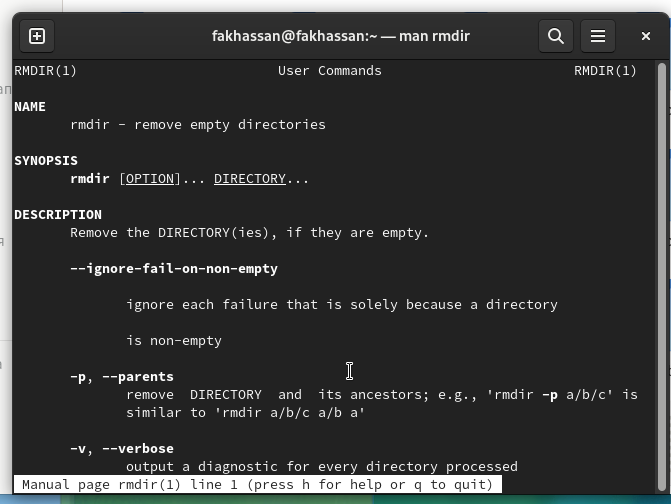 fakhassan@fakhassan:~ — man rmdir
RMDIR(1) User Commands RMDIR(1)
NAME
rmdir - remove empty directories
SYNOPSIS
rmdir [OPTION]... DIRECTORY...
DESCRIPTION
Remove the DIRECTORY(ies), if they are empty.
--ignore-fail-on-non-empty
ignore each failure that is solely because a directory
is non-empty
-p, --parents
remove DIRECTORY and its ancestors; e.g., 'rmdir -p a/b/c' is
similar to 'rmdir a/b/c a/b a'
-v, --verbose
output a diagnostic for every directory processed
Manual page rmdir(1) line 1 (press h for help or q to quit)